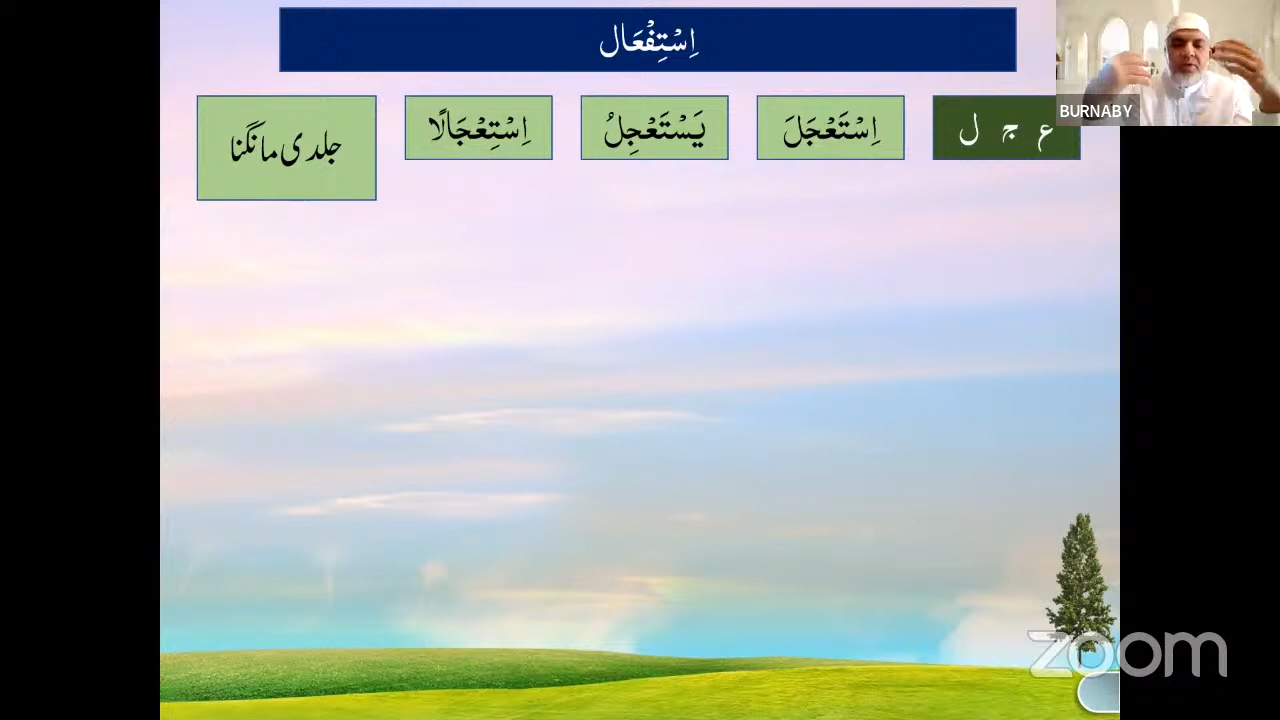 اِسْتِفْعَال
ع ج ل
اِسْتَعْجَلَ
يَسْتَعْجِلُ
اِسْتِعْجَالًا
جلدی مانگنا
BURNABY
zoom